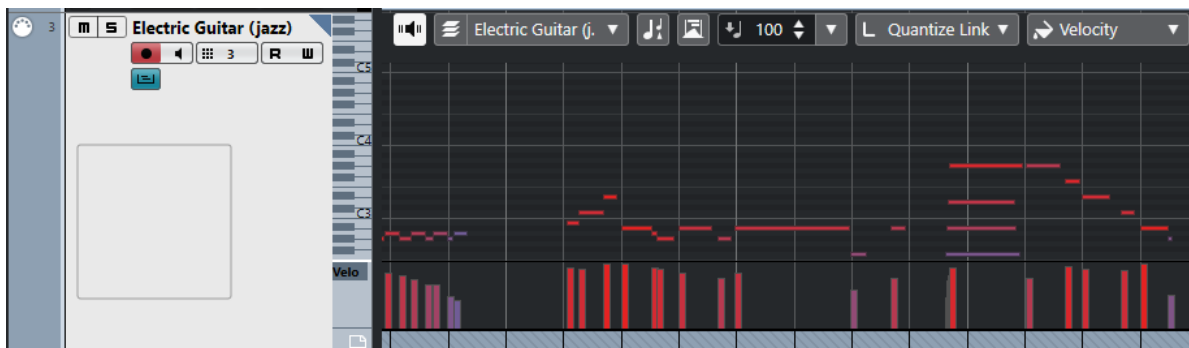 3 m S Electric Guitar (jazz)
3 R W
Electric Guitar (j. 100 L Quantize Link Velocity
C5
C4
C3
Velo